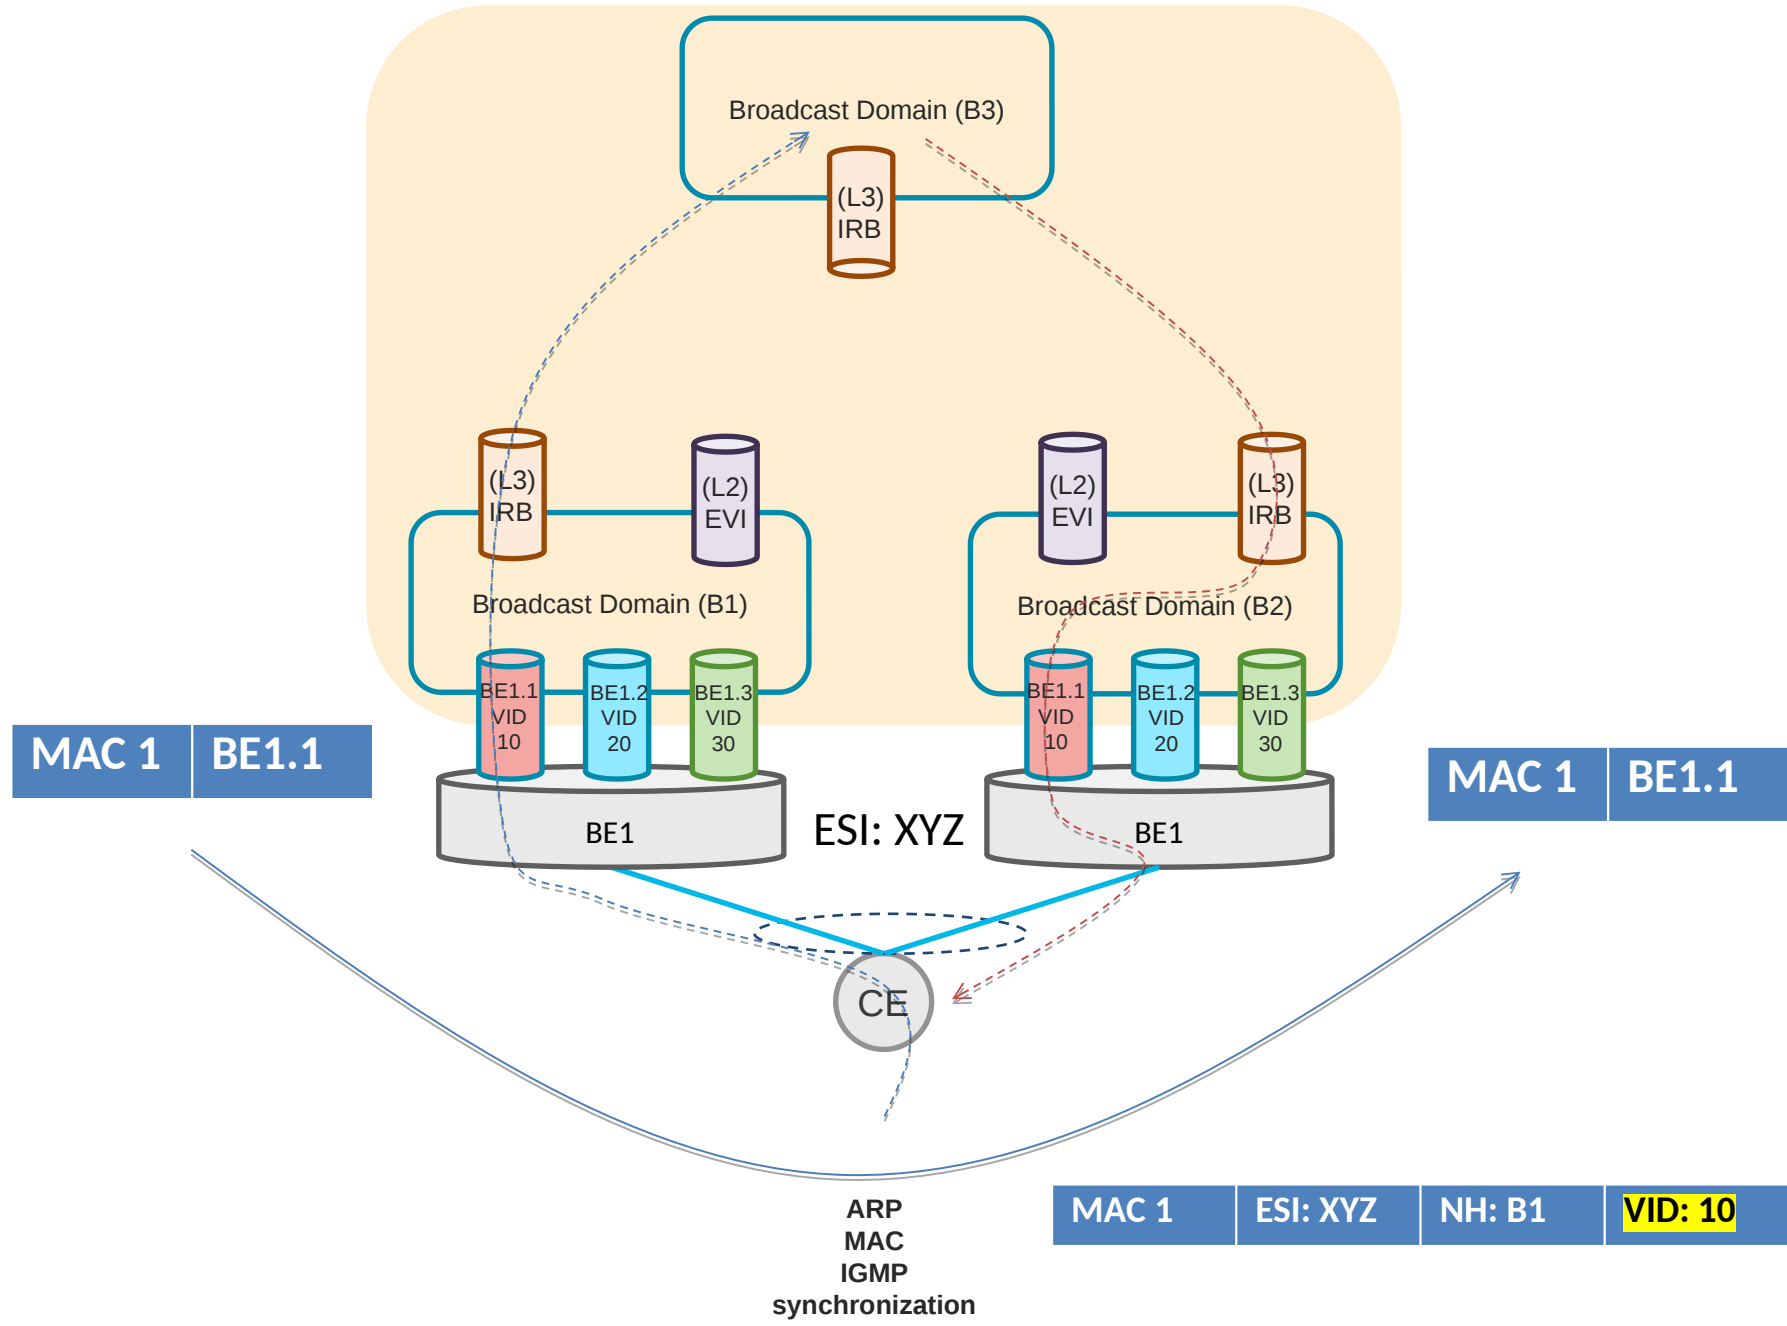 Broadcast Domain (B3)
(L3)
IRB
(L3)
IRB
(L2)
EVI
(L2)
EVI
(L3)
IRB
Broadcast Domain (B1)
Broadcast Domain (B2)
BE1.1
VID
10
BE1.2
VID
20
BE1.3
VID
30
BE1.1
VID
10
BE1.2
VID
20
BE1.3
VID
30
MAC 1 BE1.1
MAC 1 BE1.1
BE1
ESI: XYZ
BE1
CE
ARP
MAC
IGMP
synchronization
MAC 1 ESI: XYZ NH: B1 VID: 10